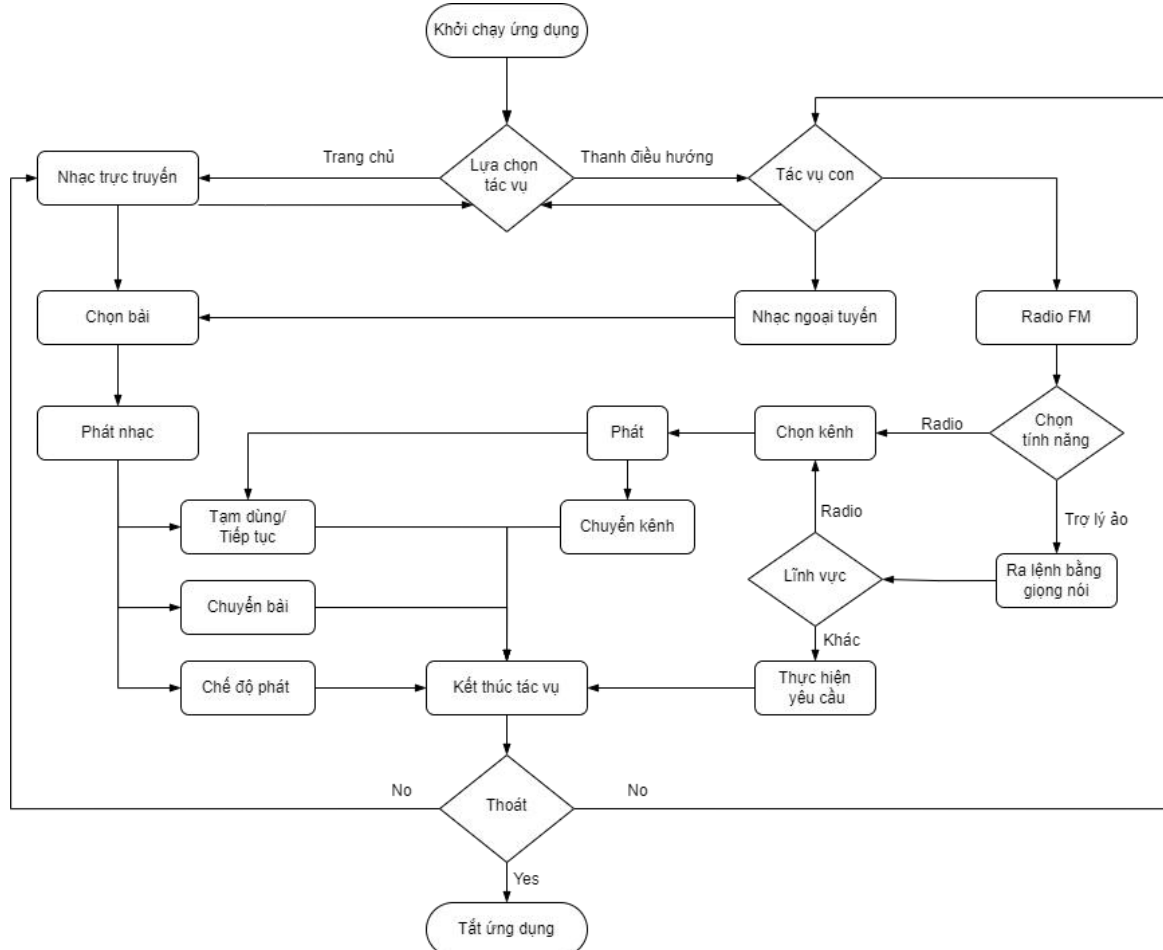 Khởi chạy ứng dụng
Trang chủ
Lựa chọn
tác vụ
Thanh điều hướng
Tác vụ con
Nhạc trực truyến
Chọn bài
Nhạc ngoại tuyến
Radio FM
Phát nhạc
Phát
Chọn kênh
Radio
Chọn
tính năng
Tạm dùng/
Tiếp tục
Chuyển kênh
Radio
Trợ lý ảo
Lĩnh vực
Ra lệnh bằng
giọng nói
Chuyển bài
Khác
Chế độ phát
Kết thúc tác vụ
Thực hiện
yêu cầu
No
Thoát
No
Yes
Tắt ứng dụng